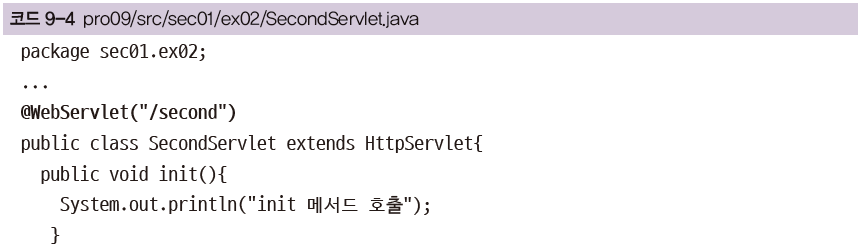 코드 9-4 pro09/src/sec01/ex02/SecondServlet.java
package sec01.ex02;
...
@WebServlet("/second")
public class SecondServlet extends HttpServlet{
public void init(){
System.out.println("init 메서드 호출");
}